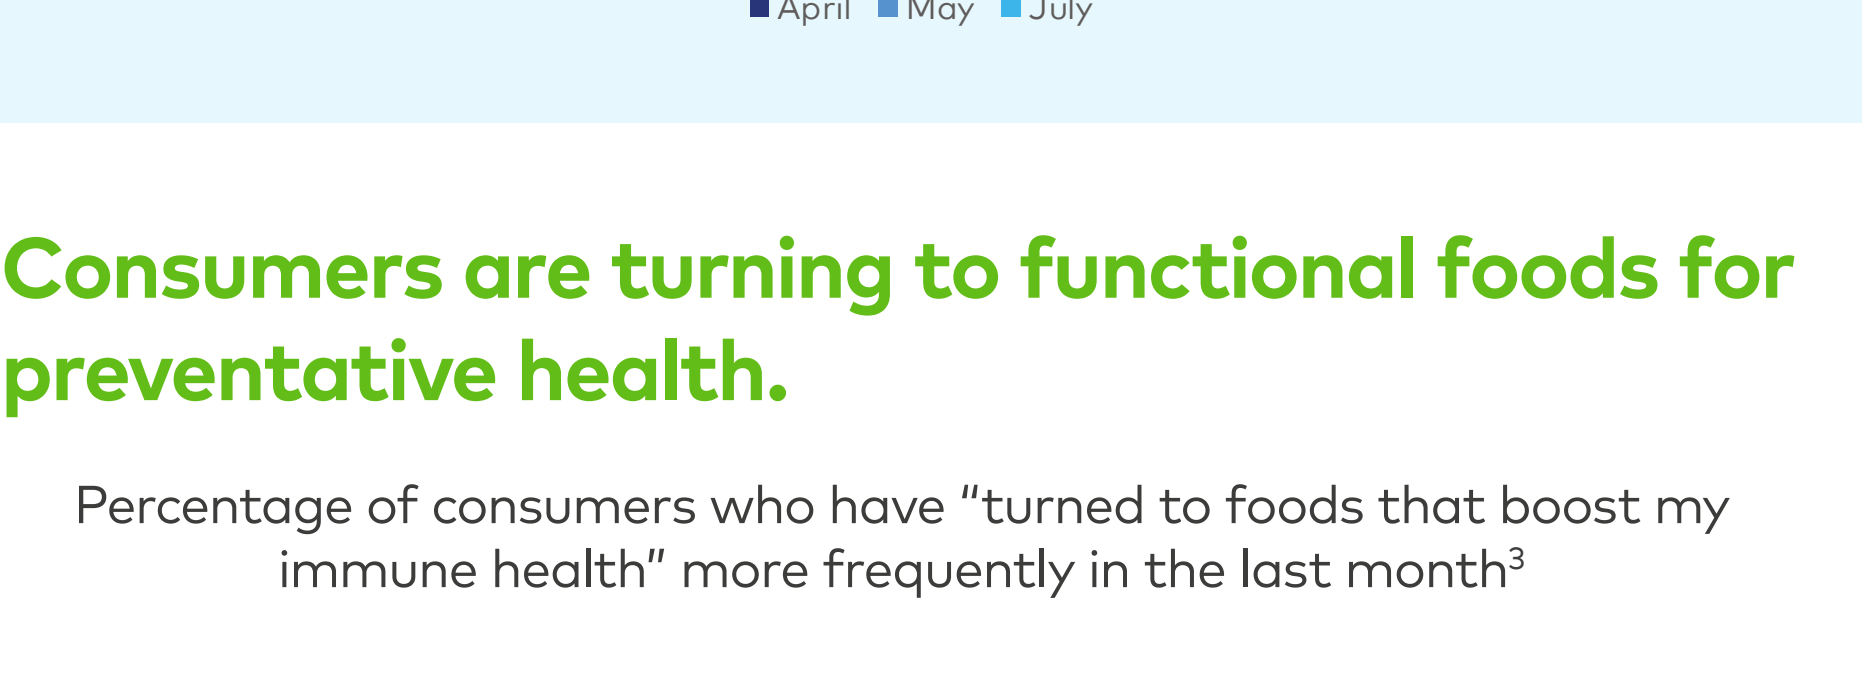 April May July
Consumers are turning to functional foods for
preventative health.
Percentage of consumers who have “turned to foods that boost my
immune health” more frequently in the last month³